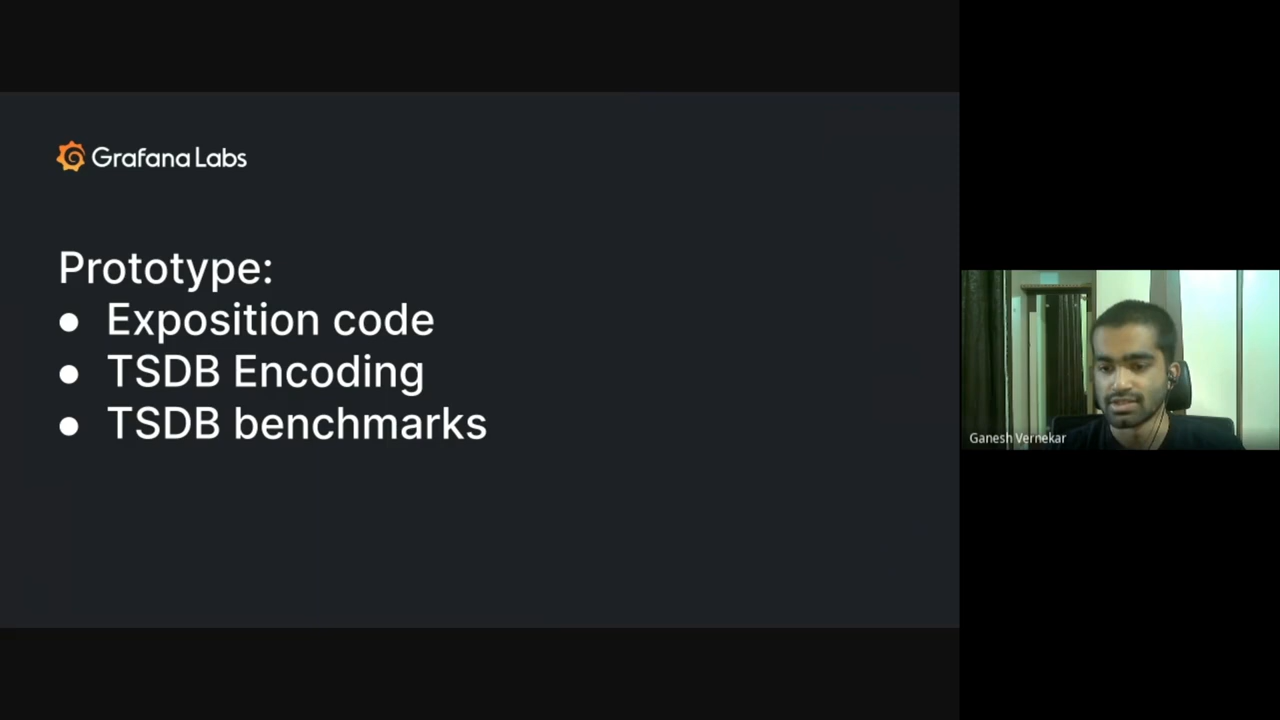 Grafana Labs
Prototype:
● Exposition code
● TSDB Encoding
● TSDB benchmarks
Ganesh Vernekar